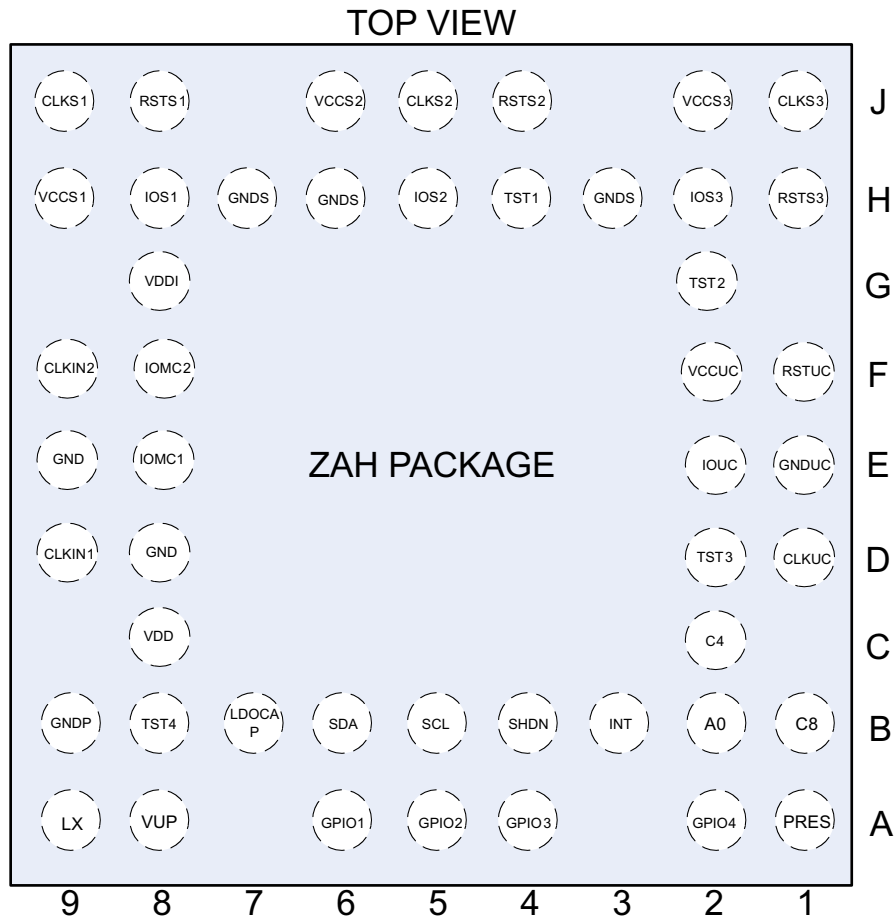 TOP VIEW
CLKS1 RSTS1 VCCS2 CLKS2 RSTS2 VCCS3 CLKS3 J
VCCS1 IOS1 GNDS GNDS IOS2 TST1 GNDS IOS3 RSTS3 H
VDDI TST2 G
CLKIN2 IOMC2 VCCUC RSTUC F
GND IOMC1 ZAH PACKAGE IOUC GNDUC E
CLKIN1 GND TST3 CLKUC D
VDD C4 C
GNDP TST4 LDOCA SDA SCL SHDN INT A0 C8 B
P
LX VUP GPIO1 GPIO2 GPIO3 GPIO4 PRES A
9 8 7 6 5 4 3 2 1